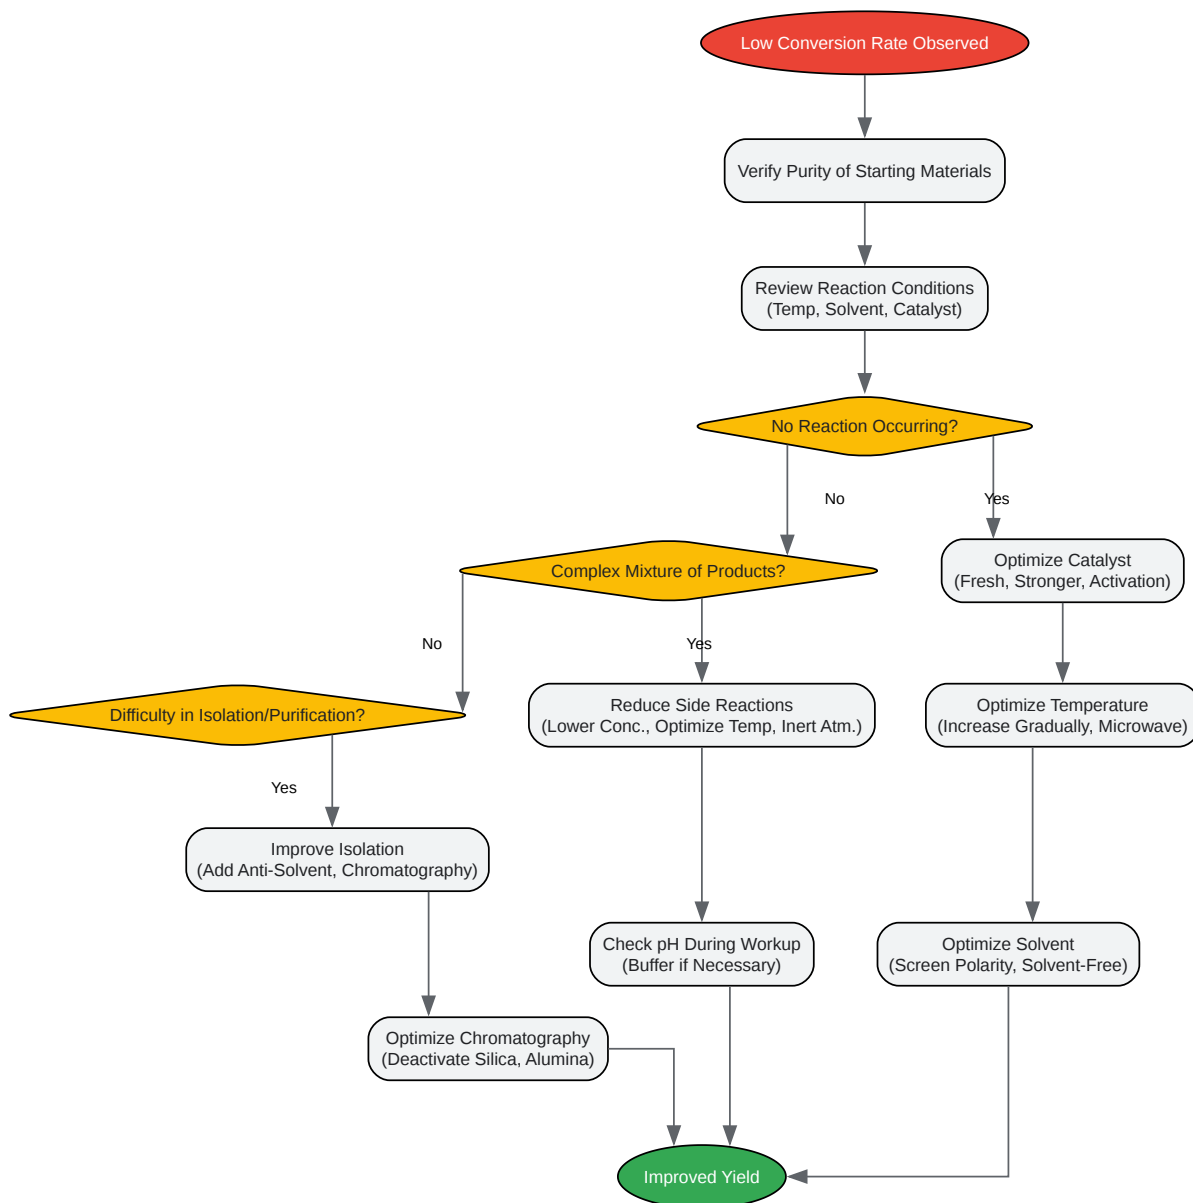 Low Conversion Rate Observed
Verify Purity of Starting Materials
Review Reaction Conditions
(Temp, Solvent, Catalyst)
No Reaction Occurring?
No
Yes
Complex Mixture of Products?
Optimize Catalyst
(Fresh, Stronger, Activation)
No
Yes
Difficulty in Isolation/Purification?
Reduce Side Reactions
(Lower Conc., Optimize Temp, Inert Atm.)
Optimize Temperature
(Increase Gradually, Microwave)
Yes
Improve Isolation
(Add Anti-Solvent, Chromatography)
Check pH During Workup
(Buffer if Necessary)
Optimize Solvent
(Screen Polarity, Solvent-Free)
Optimize Chromatography
(Deactivate Silica, Alumina)
Improved Yield